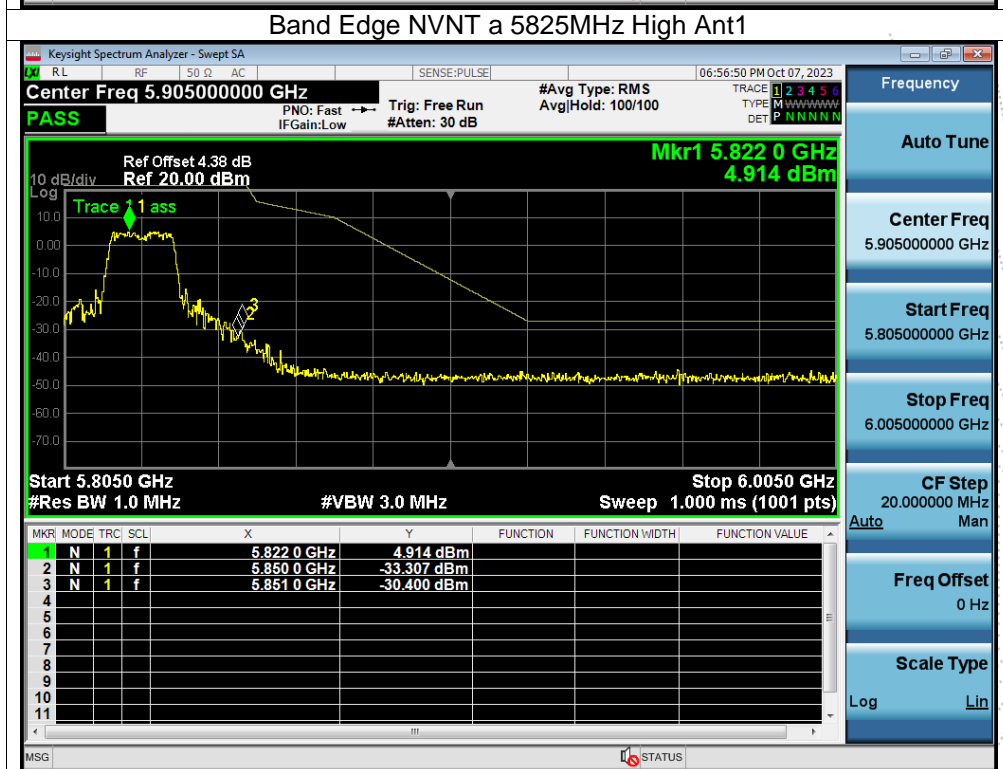 Band Edge NVNT a 5825MHz High Ant1
Keysight Spectrum Analyzer - Swept SA
LXI RL RF 50 Ω AC SENSE:PULSE 06:56:50 PM Oct 07, 2023
Center Freq 5.905000000 GHz #Avg Type: RMS TRACE 1 2 3 4 5 6
PASS PNO: Fast Trig: Free Run Avg|Hold: 100/100 TYPE M WWWWW
IFGain:Low #Atten: 30 dB DET P N N N N N
Ref Offset 4.38 dB Mkr1 5.822 0 GHz
10 dB/div Ref 20.00 dBm 4.914 dBm
Log
Trace 1 1 ass
10.0
0.00
-10.0
-20.0
3
2
-30.0
-40.0
-50.0
-60.0
-70.0
Start 5.8050 GHz Stop 6.0050 GHz
#Res BW 1.0 MHz #VBW 3.0 MHz Sweep 1.000 ms (1001 pts)
MKR MODE TRC SCL X Y FUNCTION FUNCTION WIDTH FUNCTION VALUE
1 N 1 f 5.822 0 GHz 4.914 dBm
2 N 1 f 5.850 0 GHz -33.307 dBm
3 N 1 f 5.851 0 GHz -30.400 dBm
4
5
6
7
8
9
10
11
MSG STATUS
Frequency
Auto Tune
Center Freq
5.905000000 GHz
Start Freq
5.805000000 GHz
Stop Freq
6.005000000 GHz
CF Step
20.000000 MHz
Auto Man
Freq Offset
0 Hz
Scale Type
Log Lin